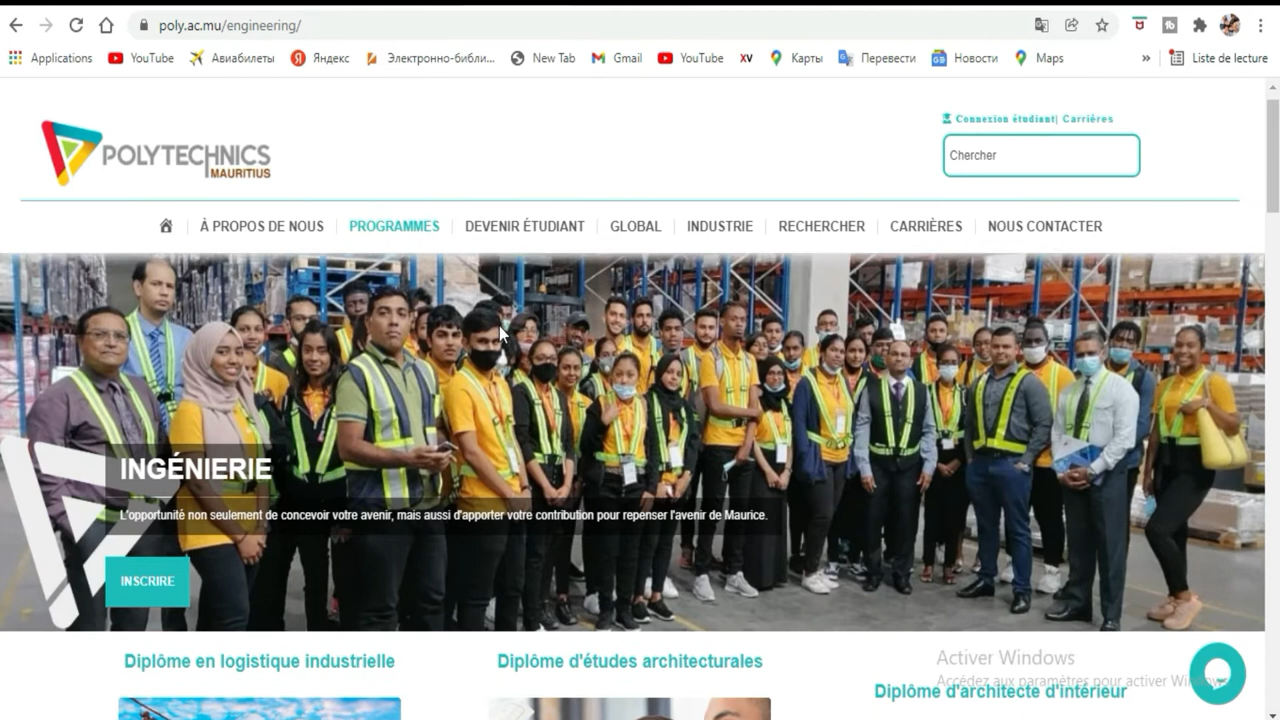 poly.ac.mu/engineering/
Applications YouTube Авиабилеты Яндекс Электронно-библи... New Tab Gmail YouTube XV Карты Перевести Новости Maps » Liste de lecture
Connexion étudiant| Carrières
POLYTECHNICS
MAURITIUS
Chercher
À PROPOS DE NOUS PROGRAMMES DEVENIR ÉTUDIANT GLOBAL INDUSTRIE RECHERCHER CARRIÈRES NOUS CONTACTER
INGÉNIERIE
L'opportunité non seulement de concevoir votre avenir, mais aussi d'apporter votre contribution pour repenser l'avenir de Maurice.
INSCRIRE
Diplôme en logistique industrielle
Diplôme d'études architecturales
Activer Windows
Accédez aux paramètres pour activer Windows.
Diplôme d'architecte d'intérieur